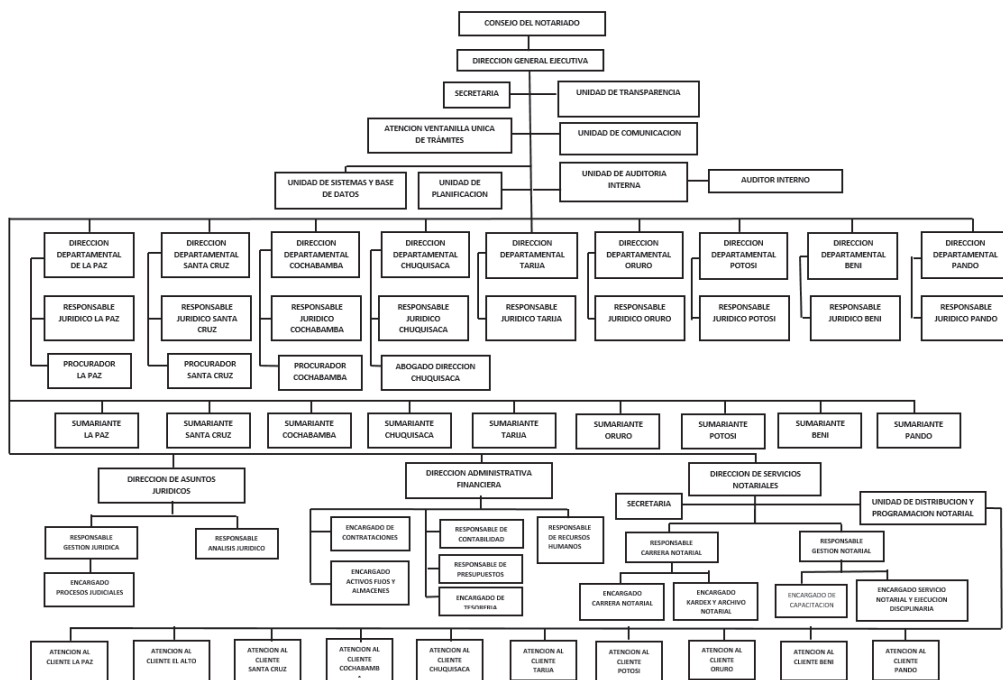 CONSEJO DEL NOTARIADO
DIRECCION GENERAL EJECUTIVA
SECRETARIA
UNIDAD DE TRANSPARENCIA
ATENCION VENTANILLA UNICA
DE TRÁMITES
UNIDAD DE COMUNICACION
UNIDAD DE SISTEMAS Y BASE
DE DATOS
UNIDAD DE
PLANIFICACION
UNIDAD DE AUDITORIA
INTERNA
AUDITOR INTERNO
DIRECCION
DEPARTAMENTAL
DE LA PAZ
DIRECCION
DEPARTAMENTAL
SANTA CRUZ
DIRECCION
DEPARTAMENTAL
COCHABAMBA
DIRECCION
DEPARTAMENTAL
CHUQUISACA
DIRECCION
DEPARTAMENTAL
TARIJA
DIRECCION
DEPARTAMENTAL
ORURO
DIRECCION
DEPARTAMENTAL
POTOSI
DIRECCION
DEPARTAMENTAL
BENI
DIRECCION
DEPARTAMENTAL
PANDO
RESPONSABLE
JURIDICO LA PAZ
RESPONSABLE
JURIDICO SANTA
CRUZ
RESPONSABLE
JURIDICO
COCHABAMBA
RESPONSABLE
JURIDICO
CHUQUISACA
RESPONSABLE
JURIDICO TARIJA
RESPONSABLE
JURIDICO ORURO
RESPONSABLE
JURIDICO POTOSI
RESPONSABLE
JURIDICO BENI
RESPONSABLE
JURIDICO PANDO
PROCURADOR
LA PAZ
PROCURADOR
SANTA CRUZ
PROCURADOR
COCHABAMBA
ABOGADO DIRECCION
CHUQUISACA
SUMARIANTE
LA PAZ
SUMARIANTE
SANTA CRUZ
SUMARIANTE
COCHABAMBA
SUMARIANTE
CHUQUISACA
SUMARIANTE
TARIJA
SUMARIANTE
ORURO
SUMARIANTE
POTOSI
SUMARIANTE
BENI
SUMARIANTE
PANDO
DIRECCION DE ASUNTOS
JURIDICOS
DIRECCION ADMINISTRATIVA
FINANCIERA
DIRECCION DE SERVICIOS
NOTARIALES
SECRETARIA
UNIDAD DE DISTRIBUCION Y
PROGRAMACION NOTARIAL
RESPONSABLE
GESTION JURIDICA
RESPONSABLE
ANALISIS JURIDICO
ENCARGADO DE
CONTRATACIONES
RESPONSABLE DE
CONTABILIDAD
RESPONSABLE
DE RECURSOS
HUMANOS
RESPONSABLE
CARRERA NOTARIAL
RESPONSABLE
GESTION NOTARIAL
ENCARGADO
PROCESOS JUDICIALES
ENCARGADO
ACTIVOS FIJOS Y
ALMACENES
RESPONSABLE DE
PRESUPUESTOS
ENCARGADO DE
TESORERIA
ENCARGADO
CARRERA NOTARIAL
ENCARGADO
KARDEX Y ARCHIVO
NOTARIAL
ENCARGADO DE
CAPACITACION
ENCARGADO SERVICIO
NOTARIAL Y EJECUCION
DISCIPLINARIA
ATENCION AL
CLIENTE LA PAZ
ATENCION AL
CLIENTE EL ALTO
ATENCION AL
CLIENTE
SANTA CRUZ
ATENCION AL
CLIENTE
COCHABAMB
A
ATENCION AL
CLIENTE
CHUQUISACA
ATENCION AL
CLIENTE
TARIJA
ATENCION AL
CLIENTE
POTOSI
ATENCION AL
CLIENTE
ORURO
ATENCION AL
CLIENTE BENI
ATENCION AL
CLIENTE
PANDO